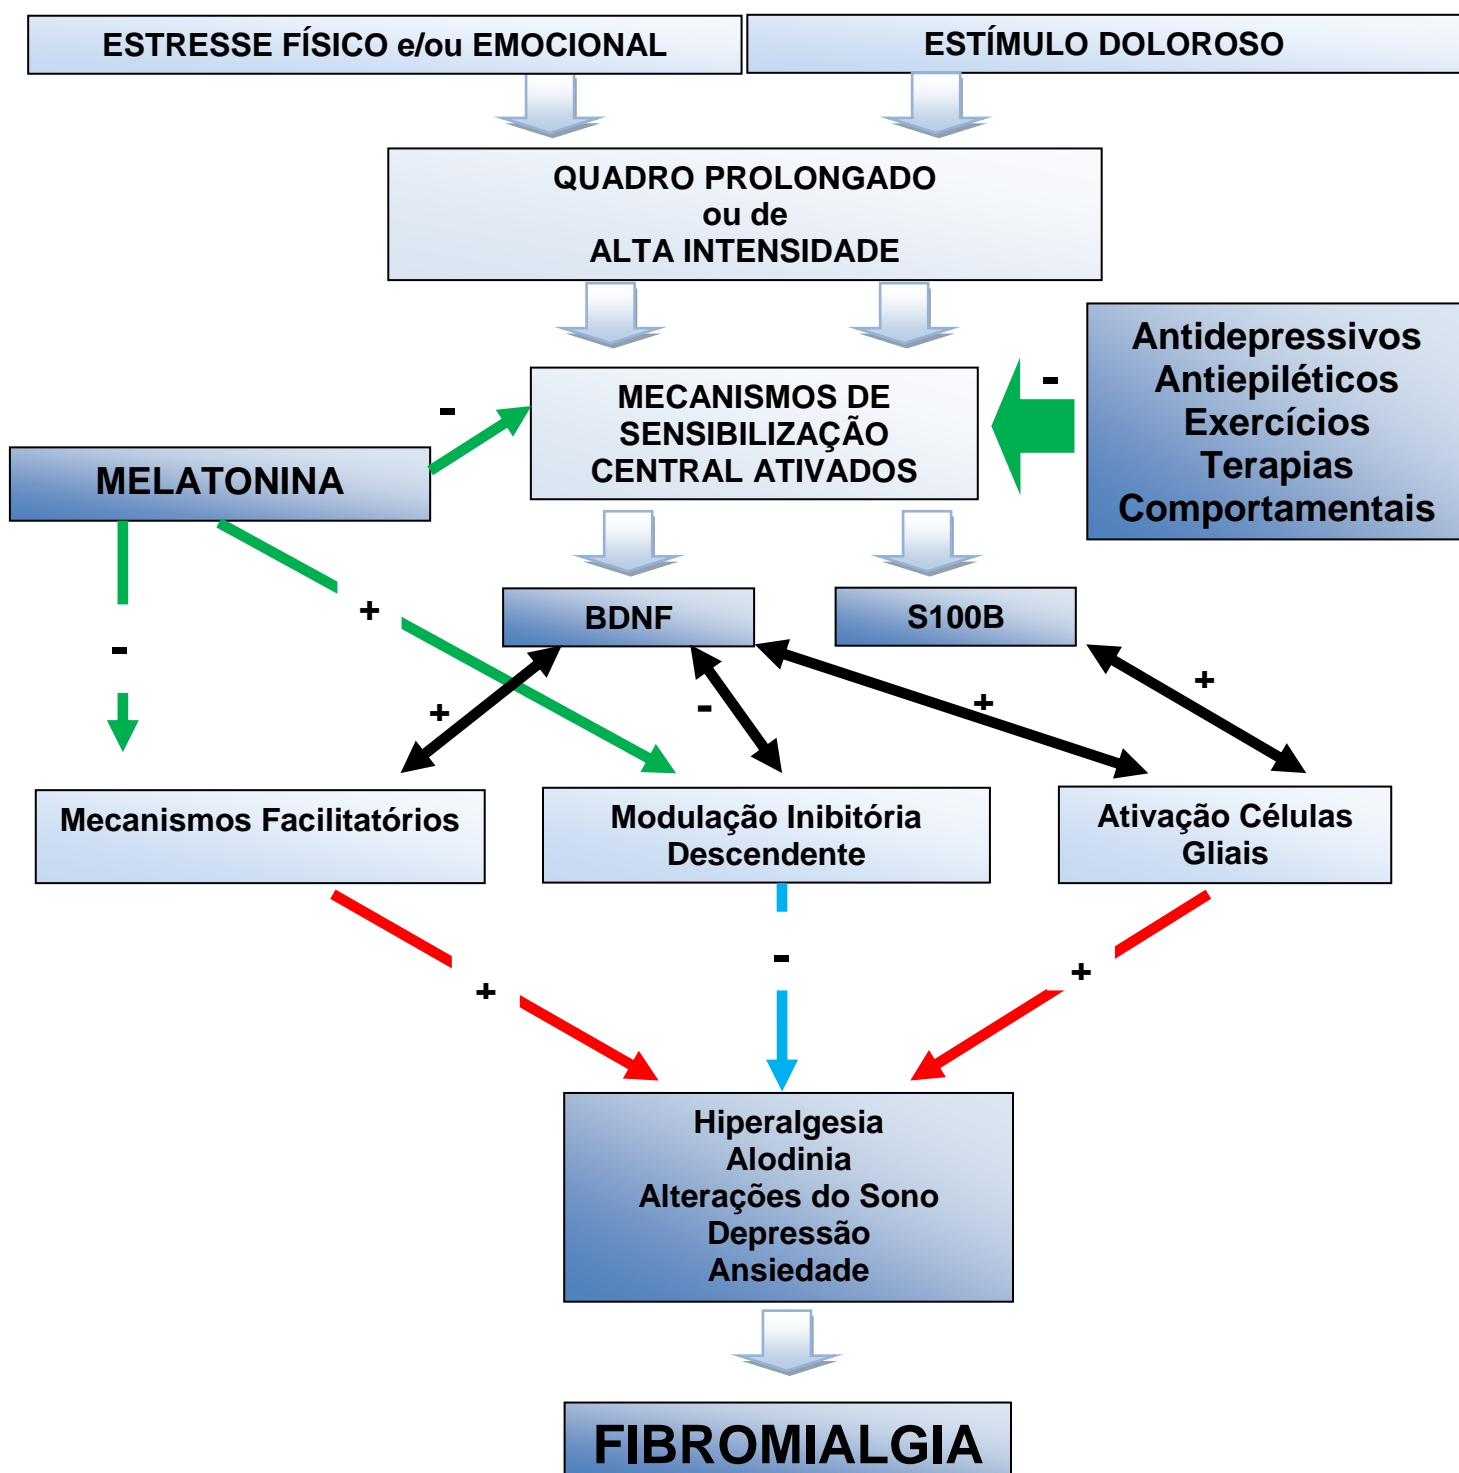 ESTRESSE FÍSICO e/ou EMOCIONAL
ESTÍMULO DOLOROSO
QUADRO PROLONGADO
ou de
ALTA INTENSIDADE
Antidepressivos
Antiepiléticos
Exercícios
Terapias
Comportamentais
-
MECANISMOS DE
SENSIBILIZAÇÃO
CENTRAL ATIVADOS
-
MELATONINA
BDNF
S100B
+
-
+
-
+
+
Mecanismos Facilitatórios
Modulação Inibitória
Descendente
Ativação Células
Gliais
+
-
+
Hiperalgesia
Alodinia
Alterações do Sono
Depressão
Ansiedade
FIBROMIALGIA